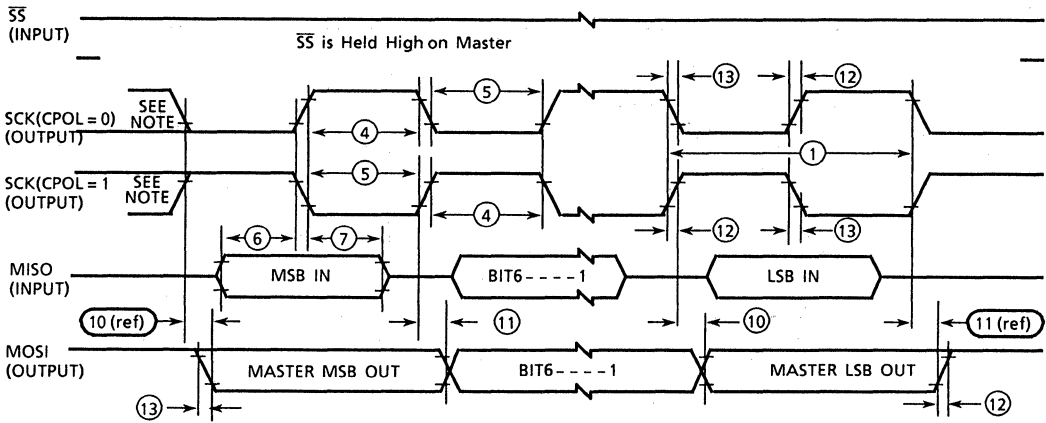 SS
(INPUT)
SS is Held High on Master
13
12
5
SEE
NOTE
SCK(CPOL = 0)
(OUTPUT)
4
1
5
SCK(CPOL = 1
(OUTPUT)
SEE
NOTE
4
12
13
6
7
MISO
(INPUT)
MSB IN
BIT6 - - - - 1
LSB IN
10 (ref)
11
10
11 (ref)
MOSI
(OUTPUT)
MASTER MSB OUT
BIT6 - - - - 1
MASTER LSB OUT
13
12